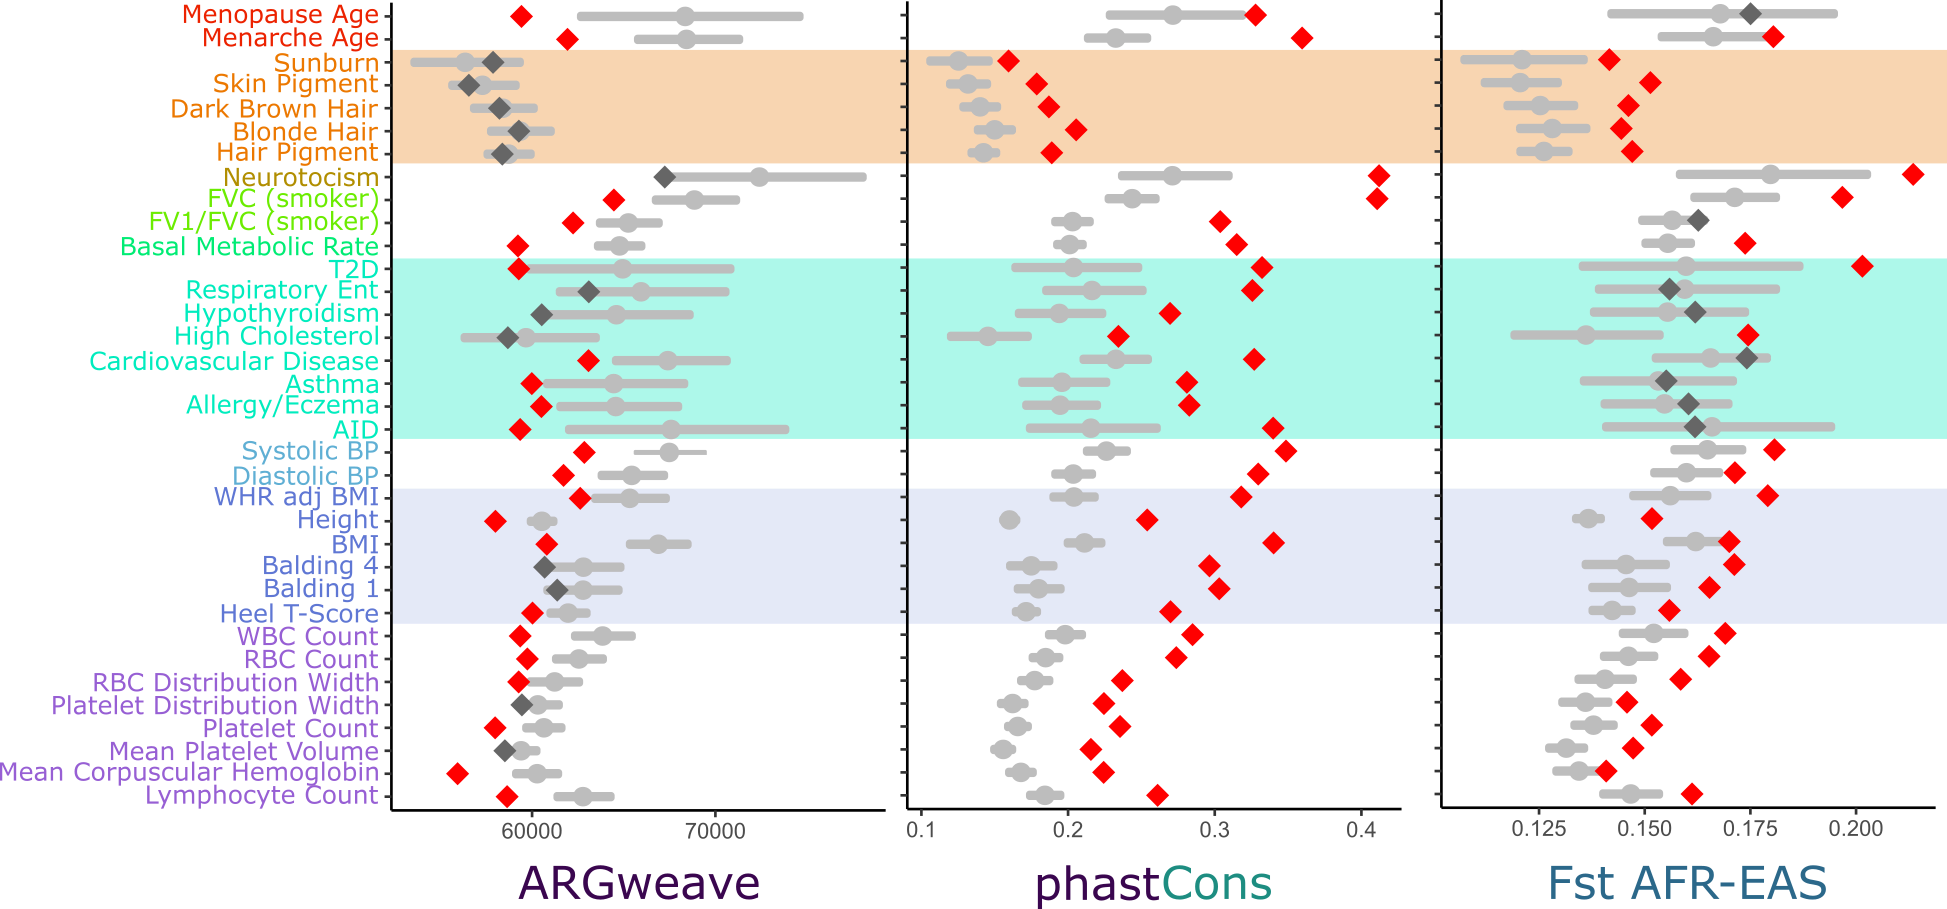 Menopause Age
Menarche Age
Sunburn
Skin Pigment
Dark Brown Hair
Blonde Hair
Hair Pigment
Neurotocism
FVC (smoker)
FV1/FVC (smoker)
Basal Metabolic Rate
T2D
Respiratory Ent
Hypothyroidism
High Cholesterol
Cardiovascular Disease
Asthma
Allergy/Eczema
AID
Systolic BP
Diastolic BP
WHR adj BMI
Height
BMI
Balding 4
Balding 1
Heel T-Score
WBC Count
RBC Count
RBC Distribution Width
Platelet Distribution Width
Platelet Count
Mean Platelet Volume
Mean Corpuscular Hemoglobin
Lymphocyte Count
60000 70000
ARGweave
0.1 0.2 0.3 0.4
phastCons
0.125 0.150 0.175 0.200
Fst AFR-EAS